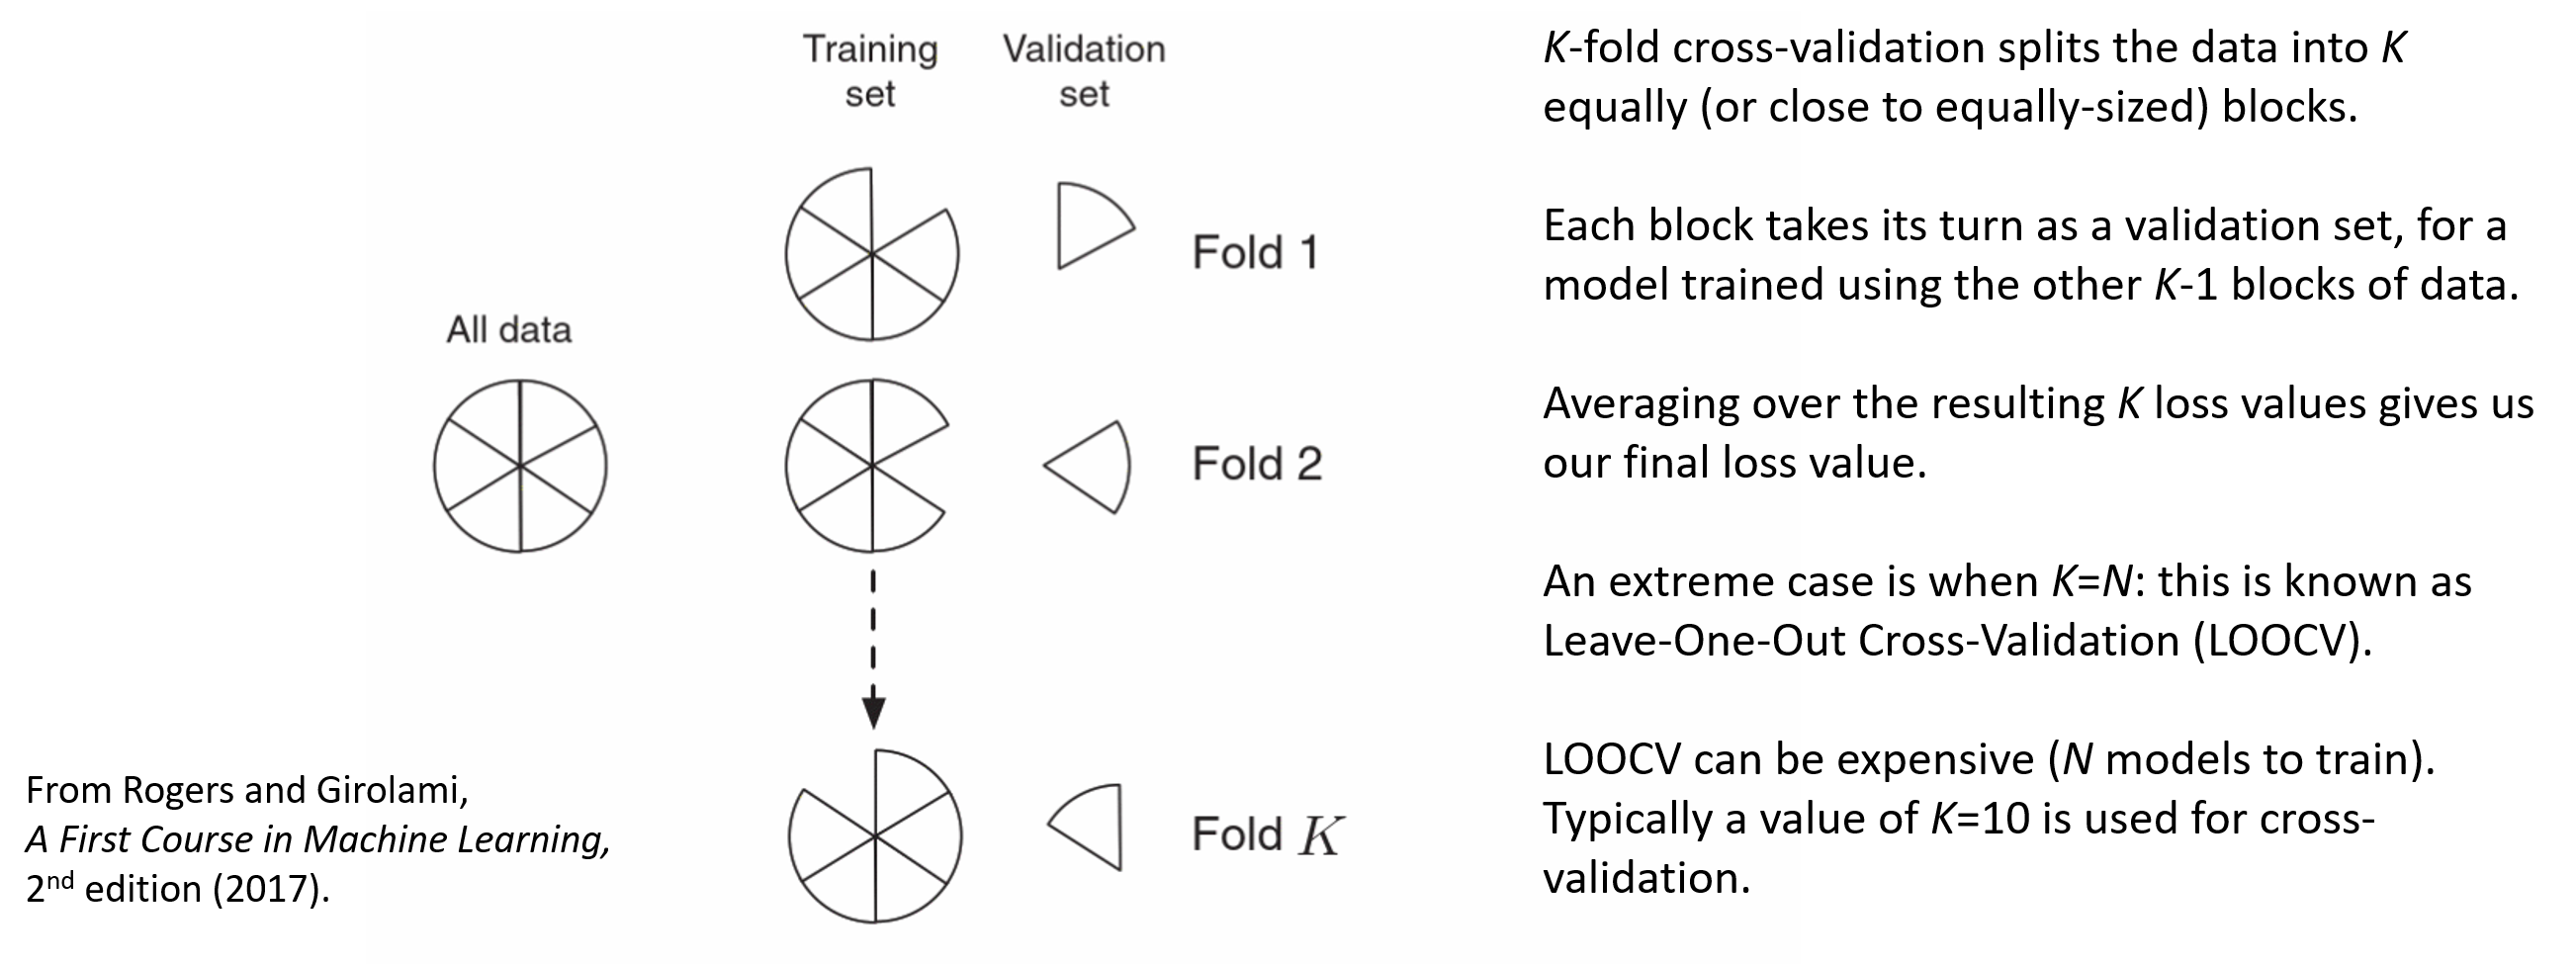 Training
set
Validation
set
Fold 1
All data
Fold 2
Fold K
From Rogers and Girolami,
A First Course in Machine Learning,
2nd edition (2017).
K-fold cross-validation splits the data into K
equally (or close to equally-sized) blocks.
Each block takes its turn as a validation set, for a
model trained using the other K-1 blocks of data.
Averaging over the resulting K loss values gives us
our final loss value.
An extreme case is when K=N: this is known as
Leave-One-Out Cross-Validation (LOOCV).
LOOCV can be expensive (N models to train).
Typically a value of K=10 is used for cross-
validation.